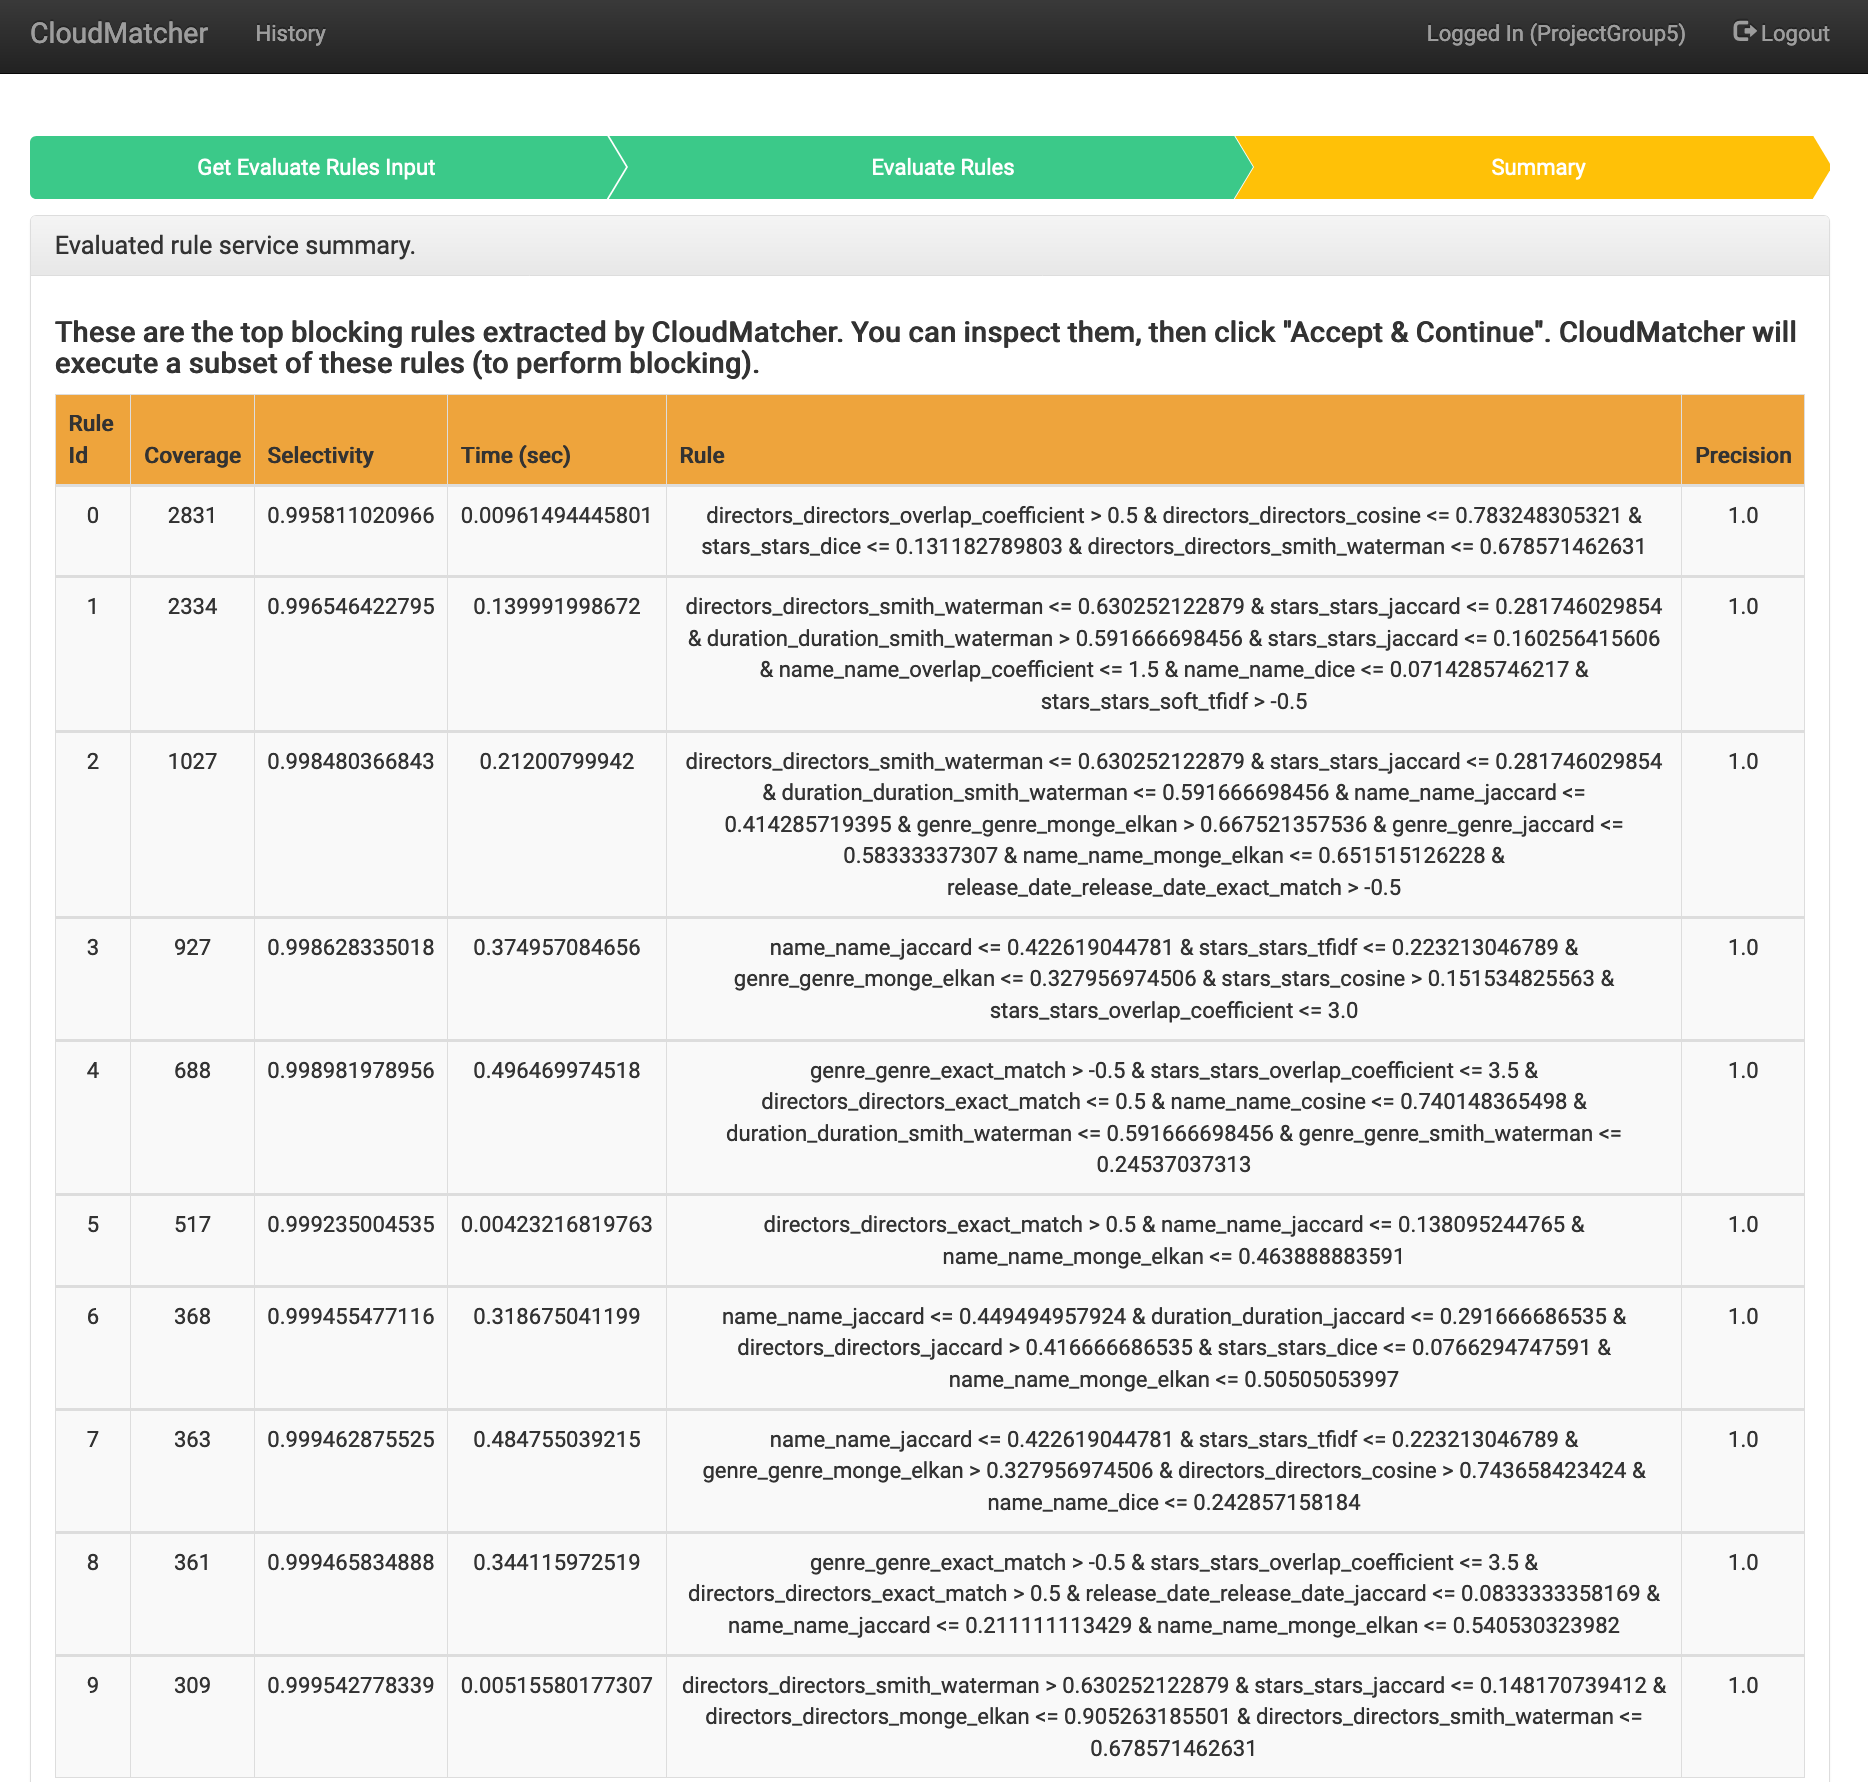 CloudMatcher History Logged In (ProjectGroup5) Logout
Get Evaluate Rules Input Evaluate Rules Summary
Evaluated rule service summary.
These are the top blocking rules extracted by CloudMatcher. You can inspect them, then click "Accept & Continue". CloudMatcher will
execute a subset of these rules (to perform blocking).
Rule
Id Coverage Selectivity Time (sec) Rule Precision
0 2831 0.995811020966 0.00961494445801 directors_directors_overlap_coefficient > 0.5 & directors_directors_cosine <= 0.783248305321 & 1.0
stars_stars_dice <= 0.131182789803 & directors_directors_smith_waterman <= 0.678571462631
1 2334 0.996546422795 0.139991998672 directors_directors_smith_waterman <= 0.630252122879 & stars_stars_jaccard <= 0.281746029854 1.0
& duration_duration_smith_waterman > 0.591666698456 & stars_stars_jaccard <= 0.160256415606
& name_name_overlap_coefficient <= 1.5 & name_name_dice <= 0.0714285746217 &
stars_stars_soft_tfidf > -0.5
2 1027 0.998480366843 0.21200799942 directors_directors_smith_waterman <= 0.630252122879 & stars_stars_jaccard <= 0.281746029854 1.0
& duration_duration_smith_waterman <= 0.591666698456 & name_name_jaccard <=
0.414285719395 & genre_genre_monge_elkan > 0.667521357536 & genre_genre_jaccard <=
0.58333337307 & name_name_monge_elkan <= 0.651515126228 &
release_date_release_date_exact_match > -0.5
3 927 0.998628335018 0.374957084656 name_name_jaccard <= 0.422619044781 & stars_stars_tfidf <= 0.223213046789 & 1.0
genre_genre_monge_elkan <= 0.327956974506 & stars_stars_cosine > 0.151534825563 &
stars_stars_overlap_coefficient <= 3.0
4 688 0.998981978956 0.496469974518 genre_genre_exact_match > -0.5 & stars_stars_overlap_coefficient <= 3.5 & 1.0
directors_directors_exact_match <= 0.5 & name_name_cosine <= 0.740148365498 &
duration_duration_smith_waterman <= 0.591666698456 & genre_genre_smith_waterman <=
0.24537037313
5 517 0.999235004535 0.00423216819763 directors_directors_exact_match > 0.5 & name_name_jaccard <= 0.138095244765 & 1.0
name_name_monge_elkan <= 0.463888883591
6 368 0.999455477116 0.318675041199 name_name_jaccard <= 0.449494957924 & duration_duration_jaccard <= 0.291666686535 & 1.0
directors_directors_jaccard > 0.416666686535 & stars_stars_dice <= 0.0766294747591 &
name_name_monge_elkan <= 0.50505053997
7 363 0.999462875525 0.484755039215 name_name_jaccard <= 0.422619044781 & stars_stars_tfidf <= 0.223213046789 & 1.0
genre_genre_monge_elkan > 0.327956974506 & directors_directors_cosine > 0.743658423424 &
name_name_dice <= 0.242857158184
8 361 0.999465834888 0.344115972519 genre_genre_exact_match > -0.5 & stars_stars_overlap_coefficient <= 3.5 & 1.0
directors_directors_exact_match > 0.5 & release_date_release_date_jaccard <= 0.0833333358169 &
name_name_jaccard <= 0.211111113429 & name_name_monge_elkan <= 0.540530323982
9 309 0.999542778339 0.00515580177307 directors_directors_smith_waterman > 0.630252122879 & stars_stars_jaccard <= 0.148170739412 & 1.0
directors_directors_monge_elkan <= 0.905263185501 & directors_directors_smith_waterman <=
0.678571462631